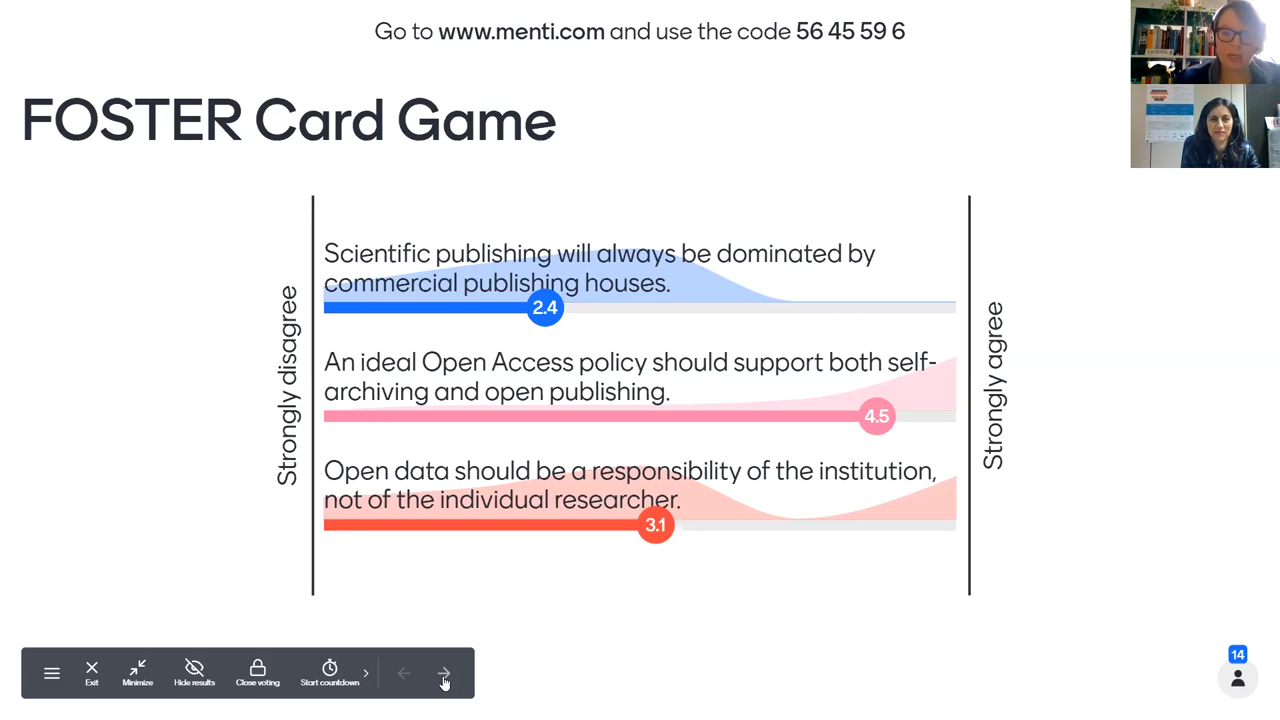 Go to www.menti.com and use the code 56 45 59 6
FOSTER Card Game
Strongly disagree
Scientific publishing will always be dominated by
commercial publishing houses.
2.4
An ideal Open Access policy should support both self-
archiving and open publishing.
4.5
Open data should be a responsibility of the institution,
not of the individual researcher.
3.1
Strongly agree
Exit
Minimize
Hide results
Close voting
Start countdown
14